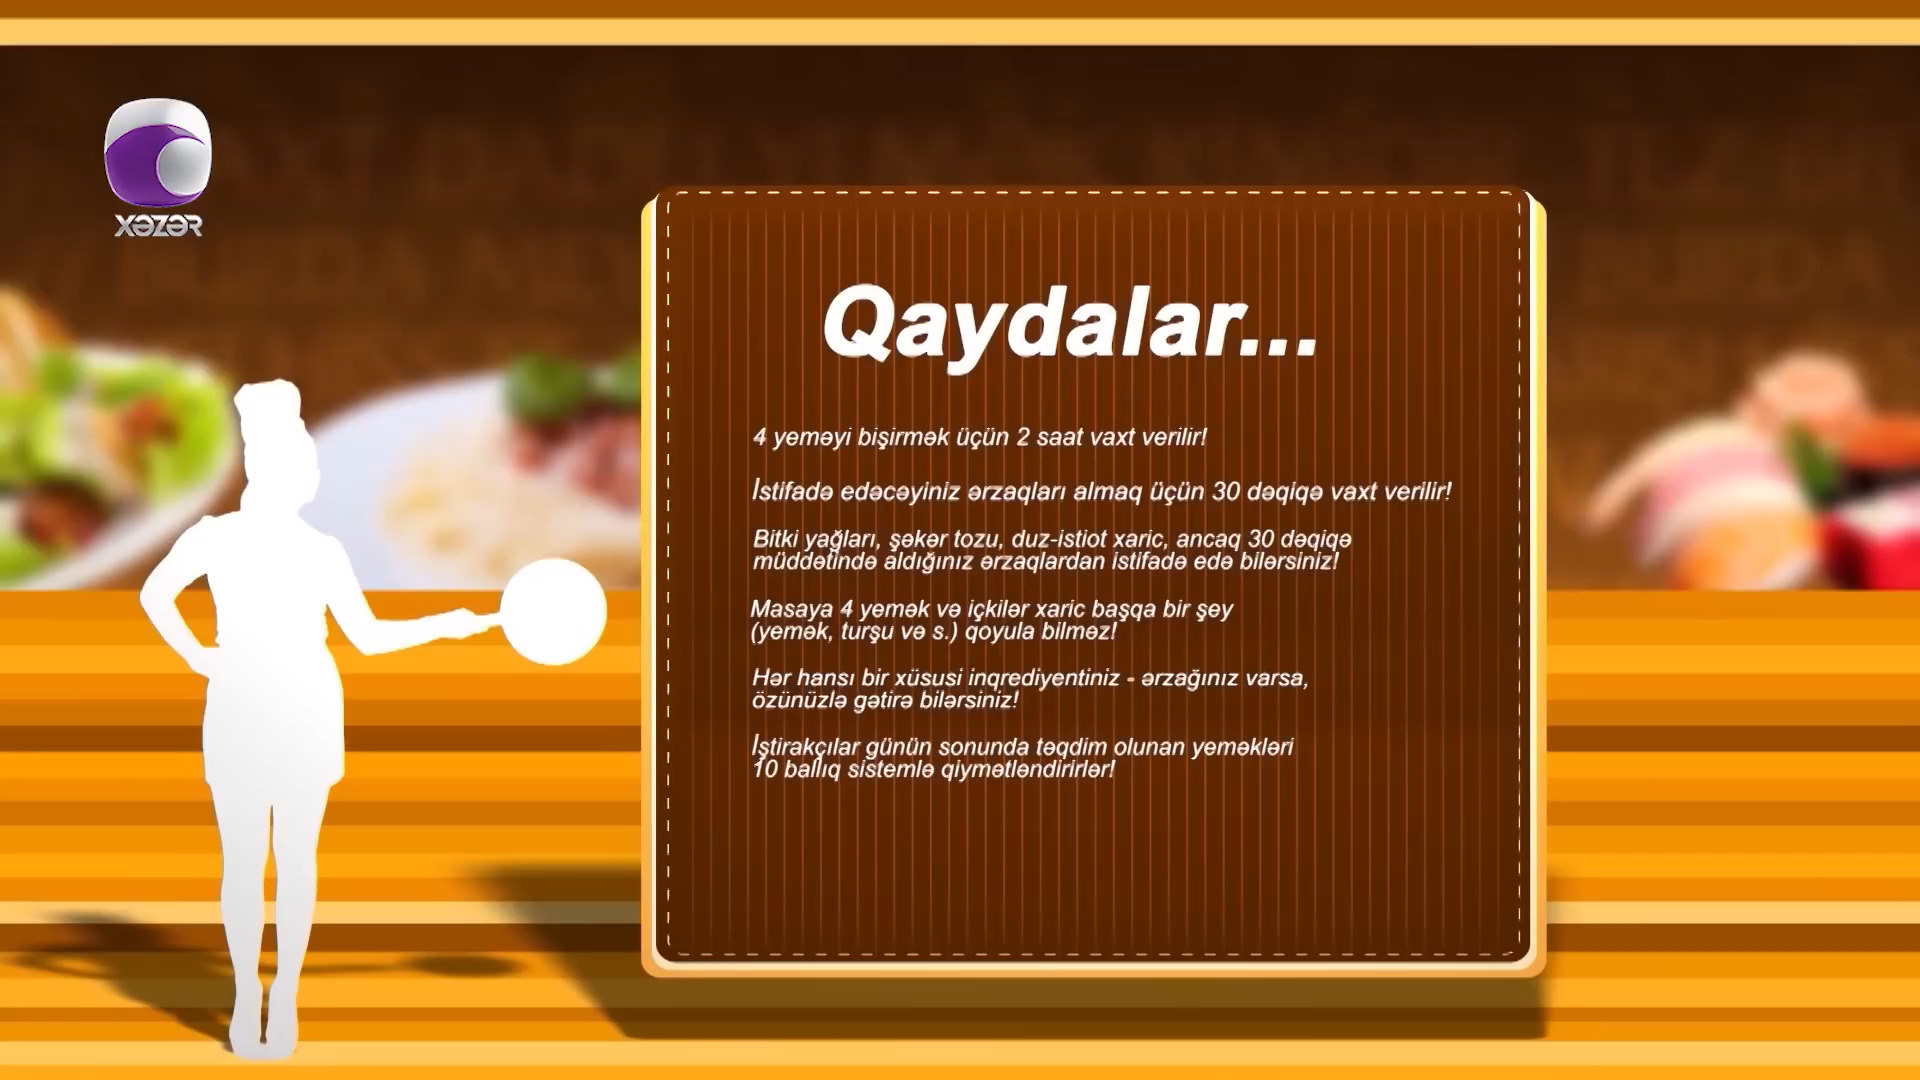 XƏZƏR
Qaydalar...
4 yeməyi bişirmək üçün 2 saat vaxt verilir!
İstifadə edəcəyiniz ərzaqları almaq üçün 30 dəqiqə vaxt verilir!
Bitki yağları, şəkər tozu, duz-istiot xaric, ancaq 30 dəqiqə
müddətində aldığınız ərzaqlardan istifadə edə bilərsiniz!
Masaya 4 yemək və içkilər xaric başqa bir şey
(yemək, turşu və s.) qoyula bilməz!
Hər hansı bir xüsusi inqrediyentiniz - ərzağınız varsa,
özünüzlə gətirə bilərsiniz!
İştirakçılar günün sonunda təqdim olunan yeməkləri
10 ballıq sistemlə qiymətləndirirlər!